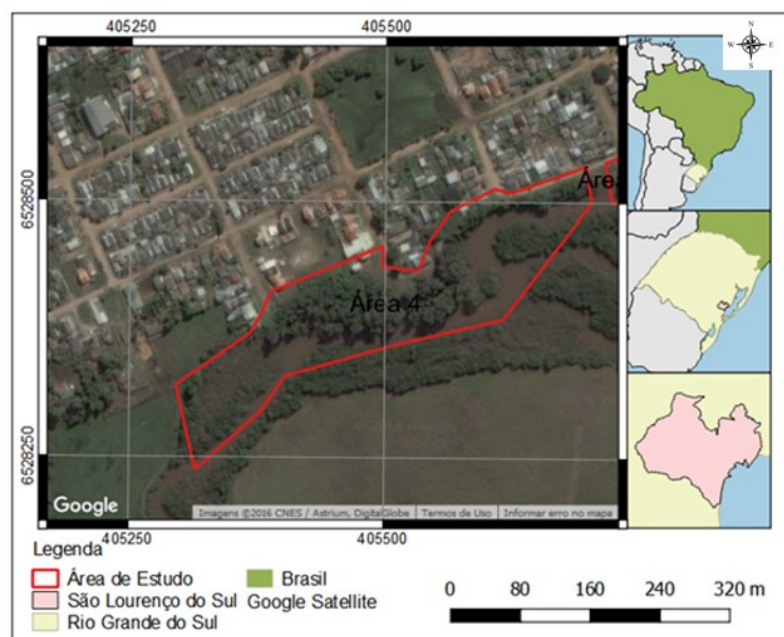 405250 405500
N
W E
S
6528500
Área
Área 4
6528250
Google
Imagens ©2016 CNES / Astrium, DigitalGlobe Termos de Uso Informar erro no mapa
405250 405500
Legenda
Área de Estudo
São Lourenço do Sul
Rio Grande do Sul
Brasil
Google Satellite
0 80 160 240 320 m